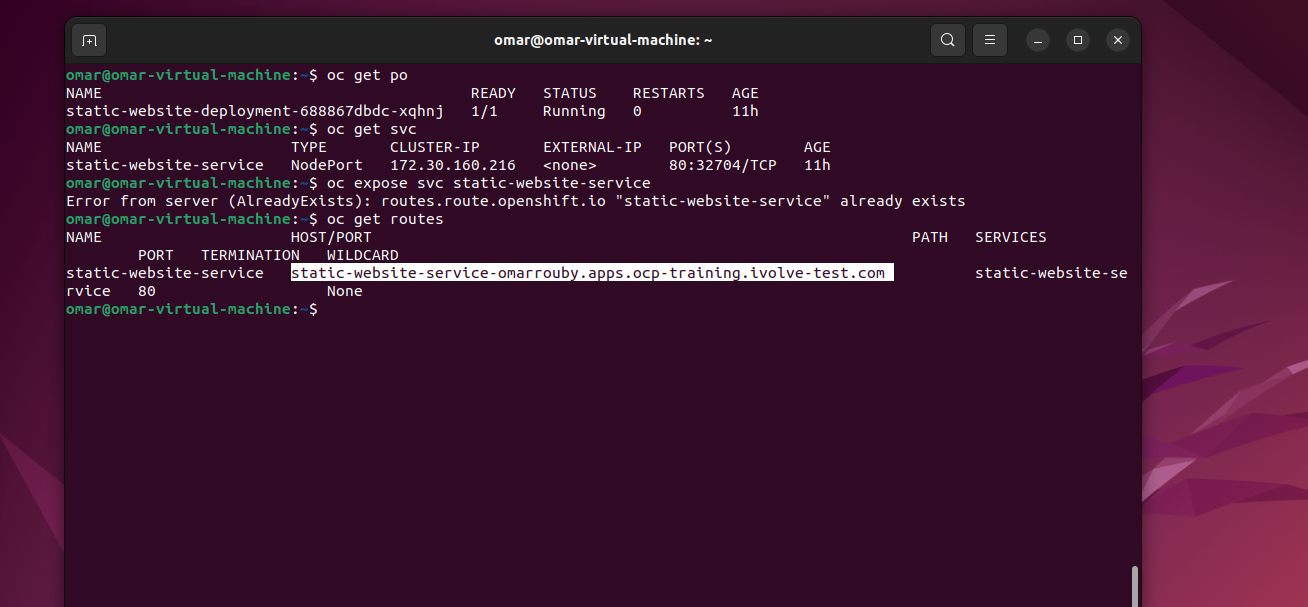 omar@omar-virtual-machine: ~
omar@omar-virtual-machine:~$ oc get po
NAME                                         READY   STATUS    RESTARTS   AGE
static-website-deployment-688867dbdc-xqhnj   1/1     Running   0          11h
omar@omar-virtual-machine:~$ oc get svc
NAME                     TYPE       CLUSTER-IP       EXTERNAL-IP   PORT(S)        AGE
static-website-service   NodePort   172.30.160.216   <none>        80:32704/TCP   11h
omar@omar-virtual-machine:~$ oc expose svc static-website-service
Error from server (AlreadyExists): routes.route.openshift.io "static-website-service" already exists
omar@omar-virtual-machine:~$ oc get routes
NAME                     HOST/PORT                                                            PATH   SERVICES
        PORT   TERMINATION   WILDCARD
static-website-service   static-website-service-omarrouby.apps.ocp-training.ivolve-test.com          static-website-se
rvice   80                   None
omar@omar-virtual-machine:~$